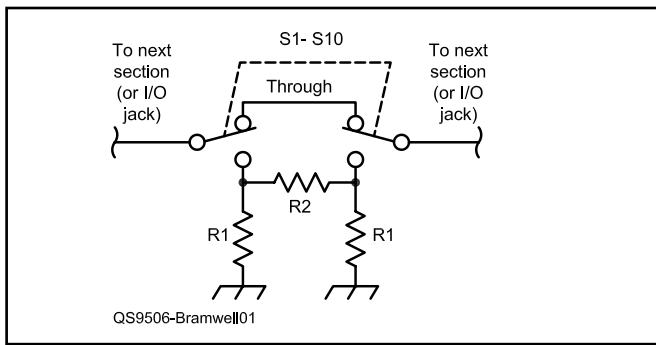 S1- S10
To next
section
(or I/O
jack)
To next
section
(or I/O
jack)
Through
R2
R1
R1
QS9506-Bramwell01